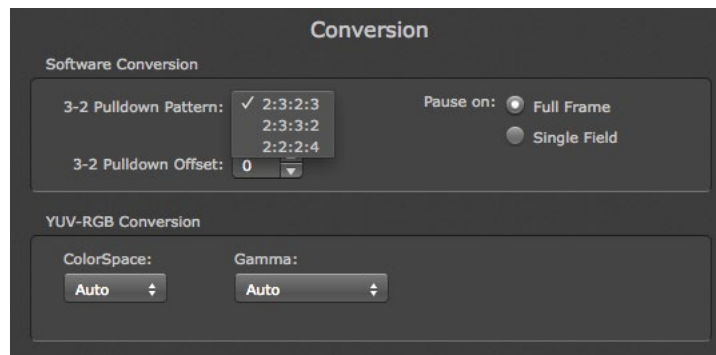 Conversion
Software Conversion
3-2 Pulldown Pattern:
✓ 2:3:2:3
2:3:3:2
2:2:2:4
Pause on:
Full Frame
Single Field
3-2 Pulldown Offset:
0
YUV-RGB Conversion
ColorSpace:
Auto
Gamma:
Auto